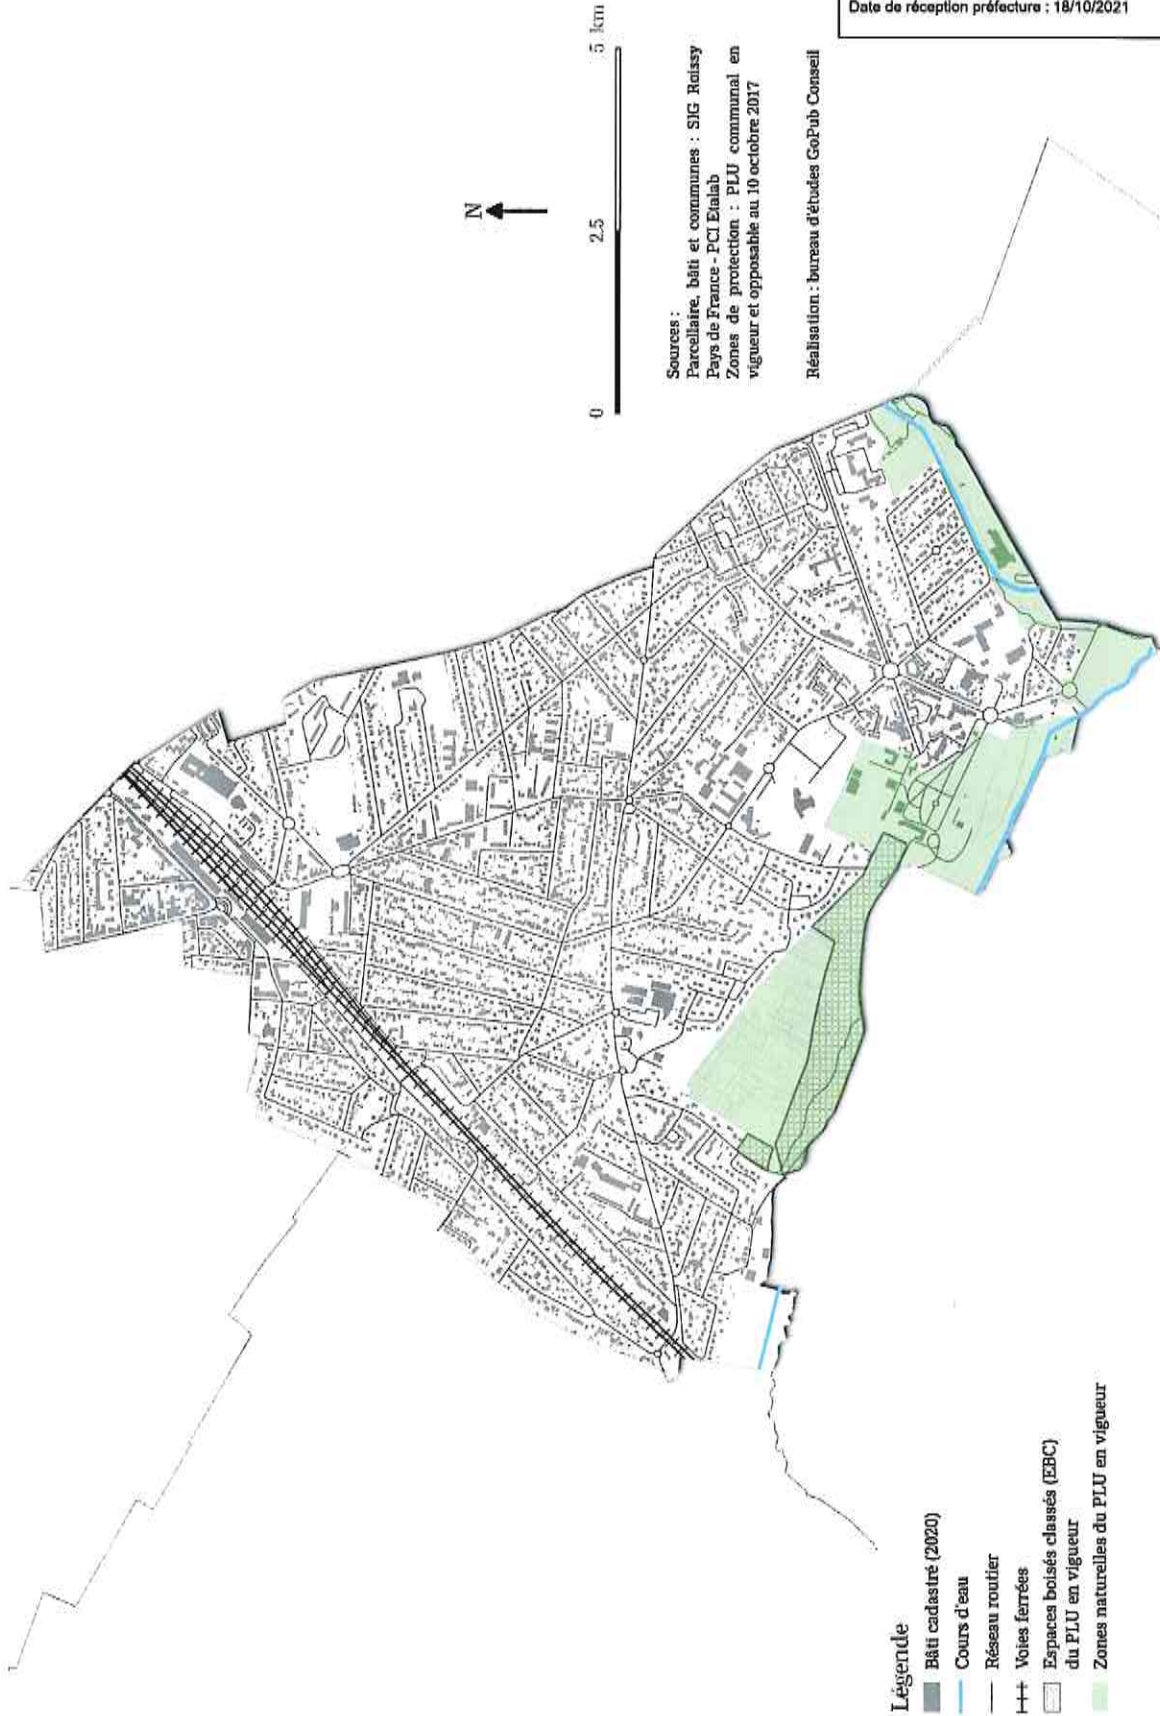 Date de réception préfecture : 18/10/2021
N
0 2.5 5 km
Sources :
Parcellaire, bâti et communes : SIG Roissy
Pays de France - PCI Etalab
Zones de protection : PLU communal en
vigueur et opposable au 10 octobre 2017
Réalisation : bureau d'études GoPub Conseil
Légende
Bâti cadastré (2020)
Cours d'eau
Réseau routier
Voies ferrées
Espaces boisés classés (EBC)
du PLU en vigueur
Zones naturelles du PLU en vigueur